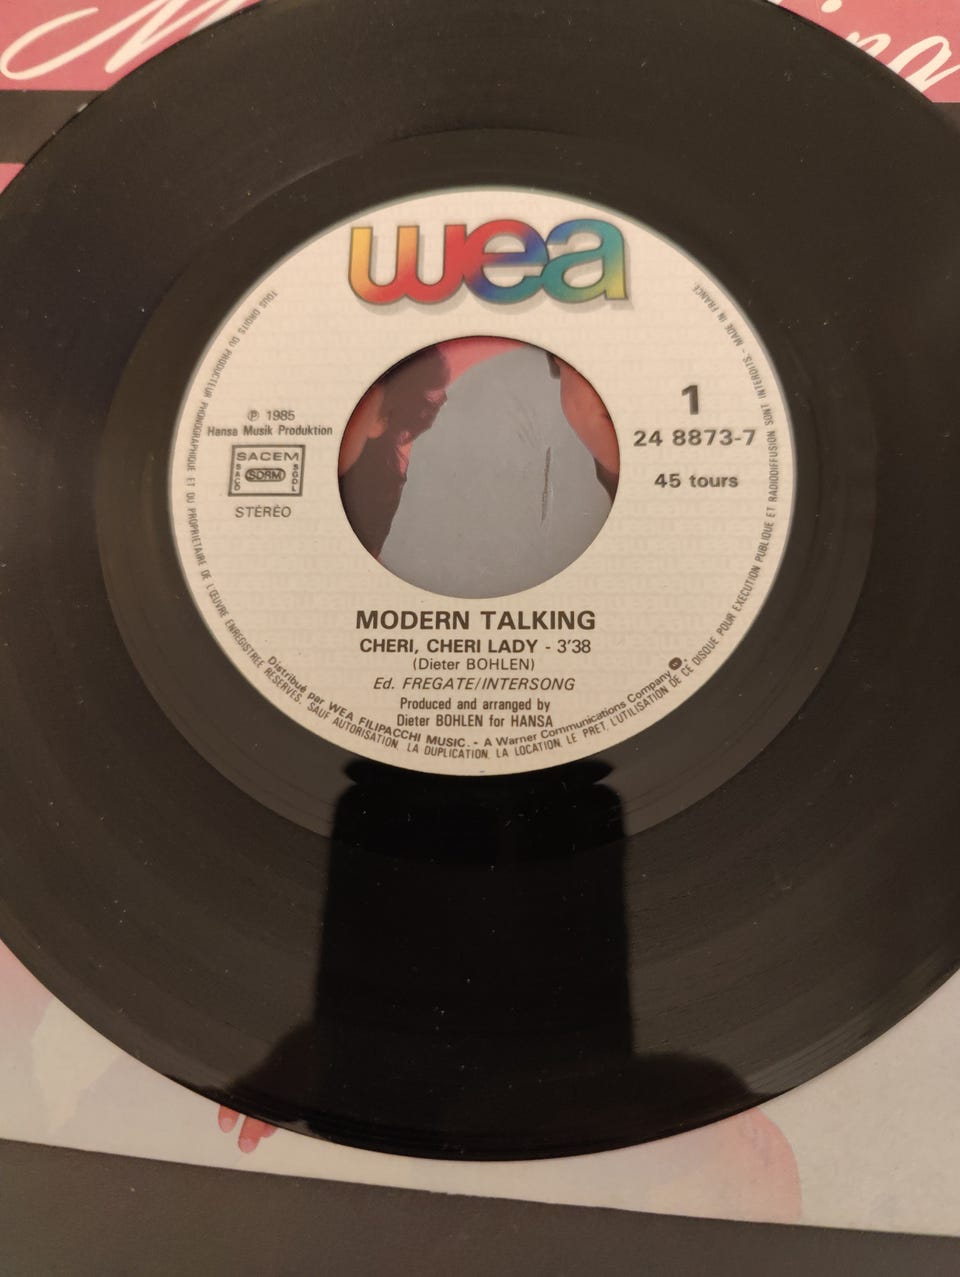 wea
1
24 8873-7
45 tours
℗ 1985
Hansa Musik Produktion
SACEM
SACD SDRM SGDL
STÉRÉO
MODERN TALKING
CHERI, CHERI LADY - 3'38
(Dieter BOHLEN)
Ed. FREGATE/INTERSONG
Produced and arranged by
Dieter BOHLEN for HANSA
Distribué par WEA FILIPACCHI MUSIC. - A Warner Communications Company
TOUS DROITS DU PRODUCTEUR PHONOGRAPHIQUE ET DU PROPRIETAIRE DE L'ŒUVRE ENREGISTREE RESERVES. SAUF AUTORISATION, LA DUPLICATION, LA LOCATION, LE PRET, L'UTILISATION DE CE DISQUE POUR EXECUTION PUBLIQUE ET RADIODIFFUSION SONT INTERDITS. - MADE IN FRANCE